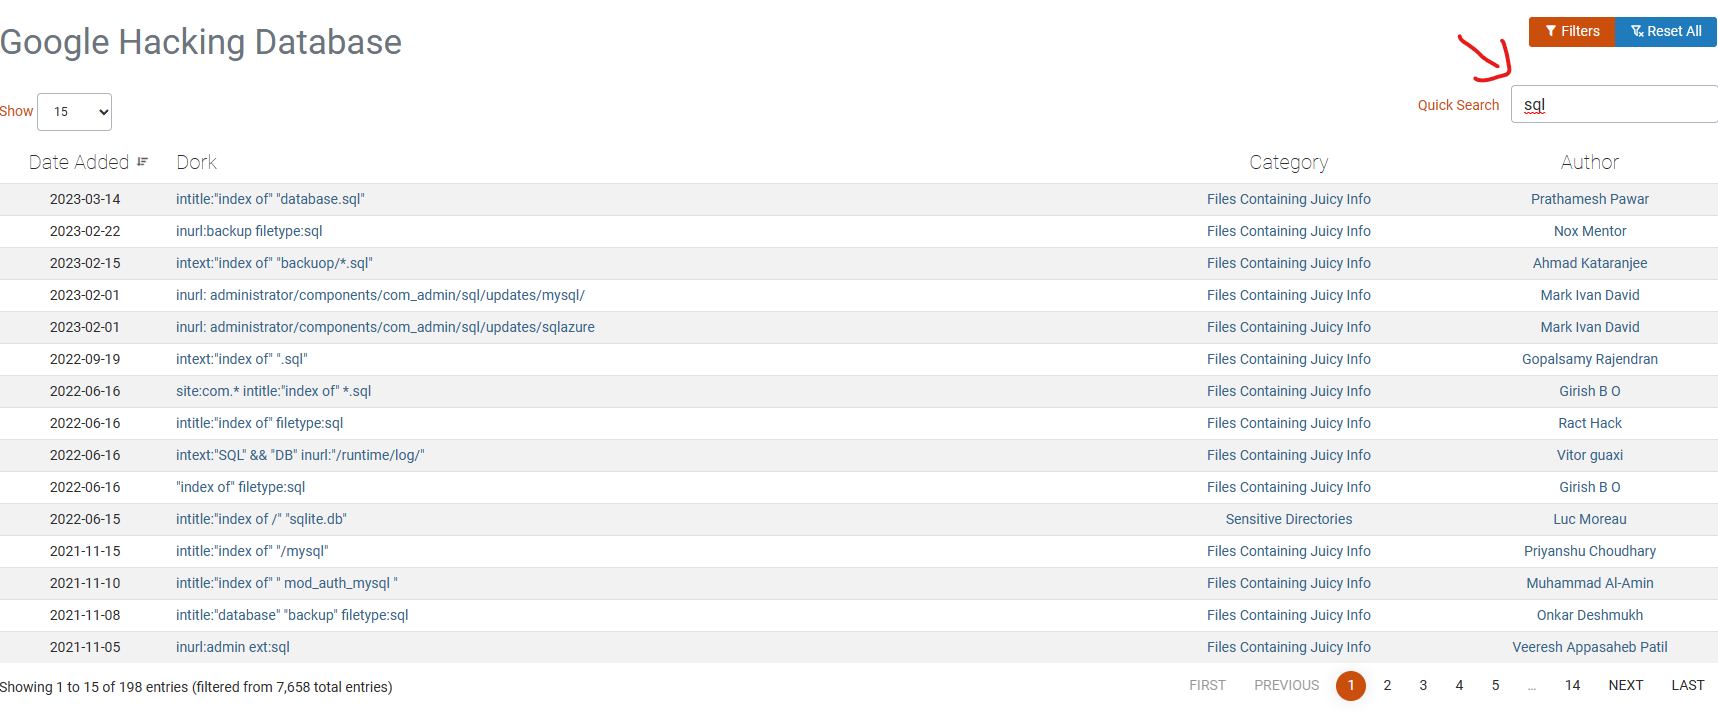 Google Hacking Database
Filters
Reset All
Show 15
Quick Search sql
Date Added Dork Category Author
2023-03-14 intitle:"index of" "database.sql" Files Containing Juicy Info Prathamesh Pawar
2023-02-22 inurl:backup filetype:sql Files Containing Juicy Info Nox Mentor
2023-02-15 intext:"index of" "backuop/*.sql" Files Containing Juicy Info Ahmad Kataranjee
2023-02-01 inurl: administrator/components/com_admin/sql/updates/mysql/ Files Containing Juicy Info Mark Ivan David
2023-02-01 inurl: administrator/components/com_admin/sql/updates/sqlazure Files Containing Juicy Info Mark Ivan David
2022-09-19 intext:"index of" ".sql" Files Containing Juicy Info Gopalsamy Rajendran
2022-06-16 site:com.* intitle:"index of" *.sql Files Containing Juicy Info Girish B O
2022-06-16 intitle:"index of" filetype:sql Files Containing Juicy Info Ract Hack
2022-06-16 intext:"SQL" && "DB" inurl:"/runtime/log/" Files Containing Juicy Info Vitor guaxi
2022-06-16 "index of" filetype:sql Files Containing Juicy Info Girish B O
2022-06-15 intitle:"index of /" "sqlite.db" Sensitive Directories Luc Moreau
2021-11-15 intitle:"index of" "/mysql" Files Containing Juicy Info Priyanshu Choudhary
2021-11-10 intitle:"index of" " mod_auth_mysql " Files Containing Juicy Info Muhammad Al-Amin
2021-11-08 intitle:"database" "backup" filetype:sql Files Containing Juicy Info Onkar Deshmukh
2021-11-05 inurl:admin ext:sql Files Containing Juicy Info Veeresh Appasaheb Patil
Showing 1 to 15 of 198 entries (filtered from 7,658 total entries)
FIRST PREVIOUS 1 2 3 4 5 … 14 NEXT LAST